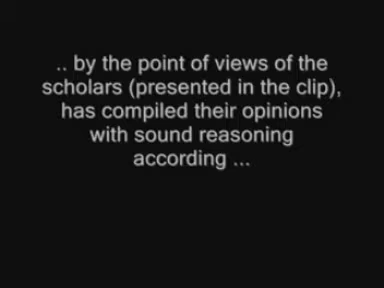 .. by the point of views of the
scholars (presented in the clip),
has compiled their opinions
with sound reasoning
according ...